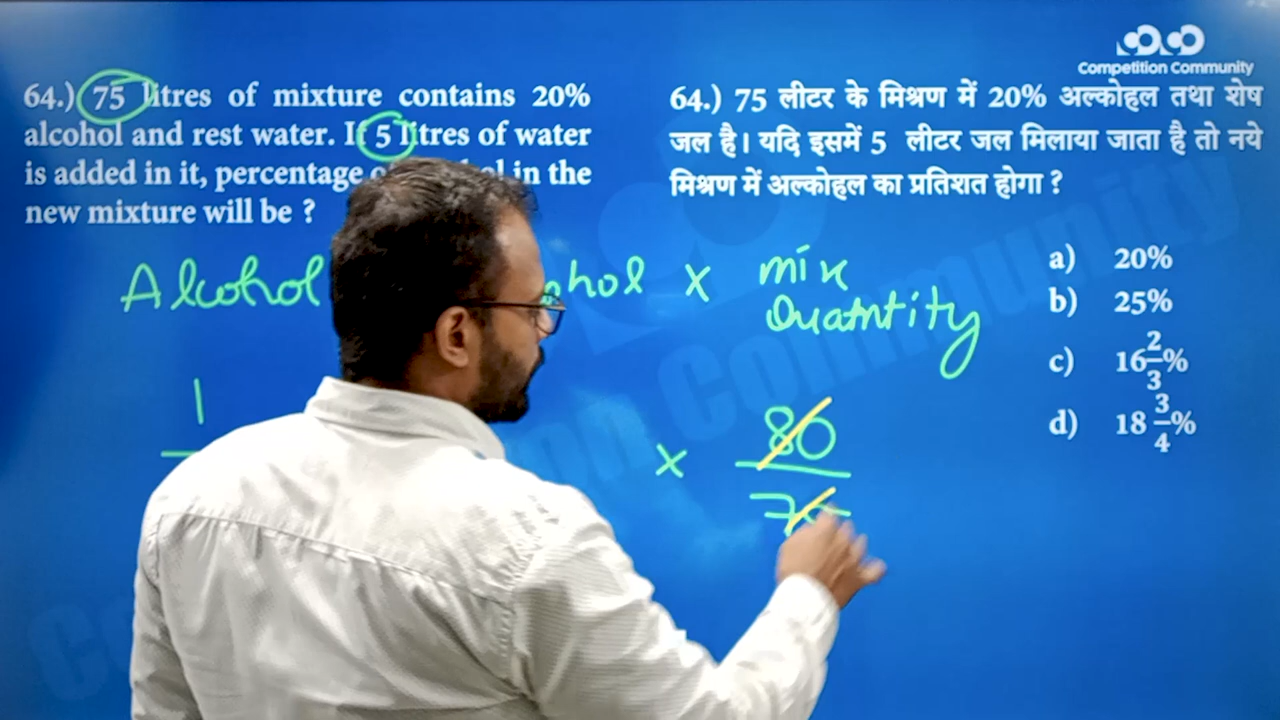 Competition Community
64.) 75 litres of mixture contains 20%
alcohol and rest water. If 5 litres of water
is added in it, percentage in the
new mixture will be ?
64.) 75 लीटर के मिश्रण में 20% अल्कोहल तथा शेष
जल है। यदि इसमें 5 लीटर जल मिलाया जाता है तो नये
मिश्रण में अल्कोहल का प्रतिशत होगा ?
a) 20%
b) 25%
c) 16 2/3%
d) 18 3/4%
Alcohol × mix
Quantity
1 × 80